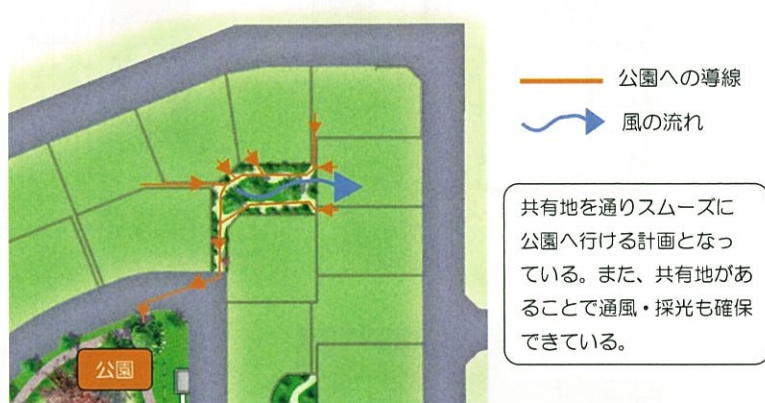 公園への導線
風の流れ
共有地を通りスムーズに
公園へ行ける計画となっ
ている。また、共有地があ
ることで通風・採光も確保
できている。
公園